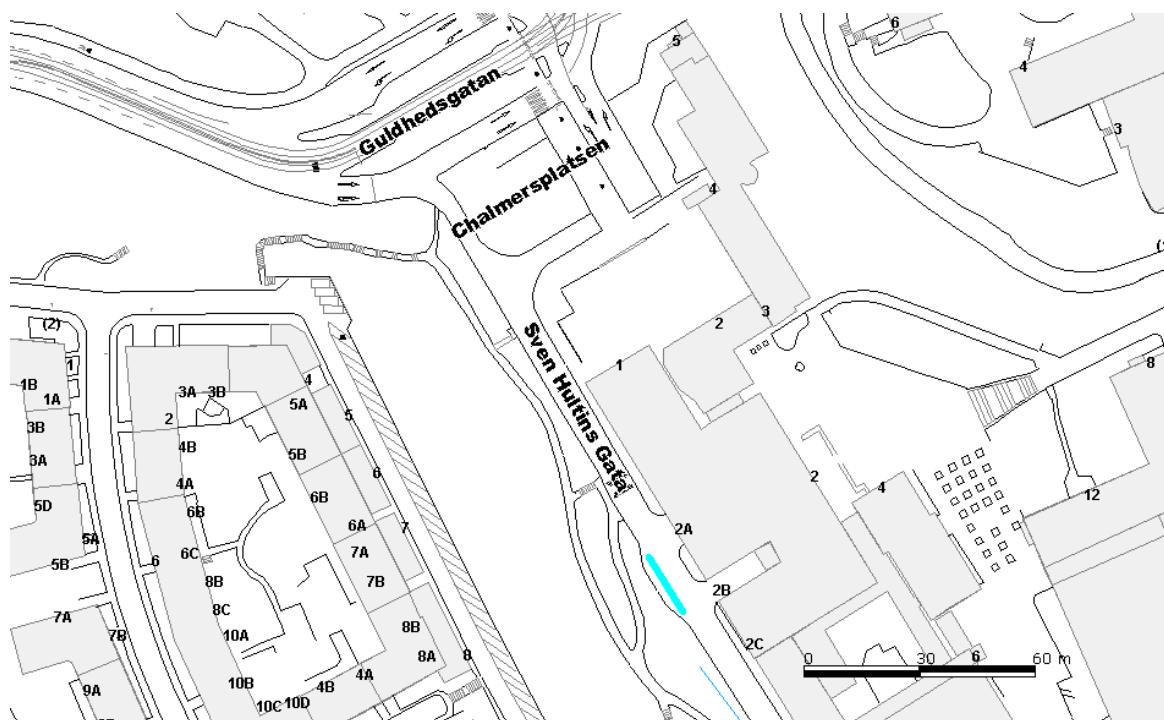 6
5
4
Guldhedsgatan
3
Chalmersplatsen
4
(2)
3
2
1
1
8
4
1B
3A
3B
1A
5A
2
5
3B
4B
5B
3A
6
2
4
4A
6B
12
5D
6B
Sven Hultins Gata
6A
7
2A
5A
7A
6C
5B
6
8B
7B
2B
8C
7A
7B
10A
8B
2C
8A
8
0
30
6
60 m
4A
9A
10B
4B
10C
10D